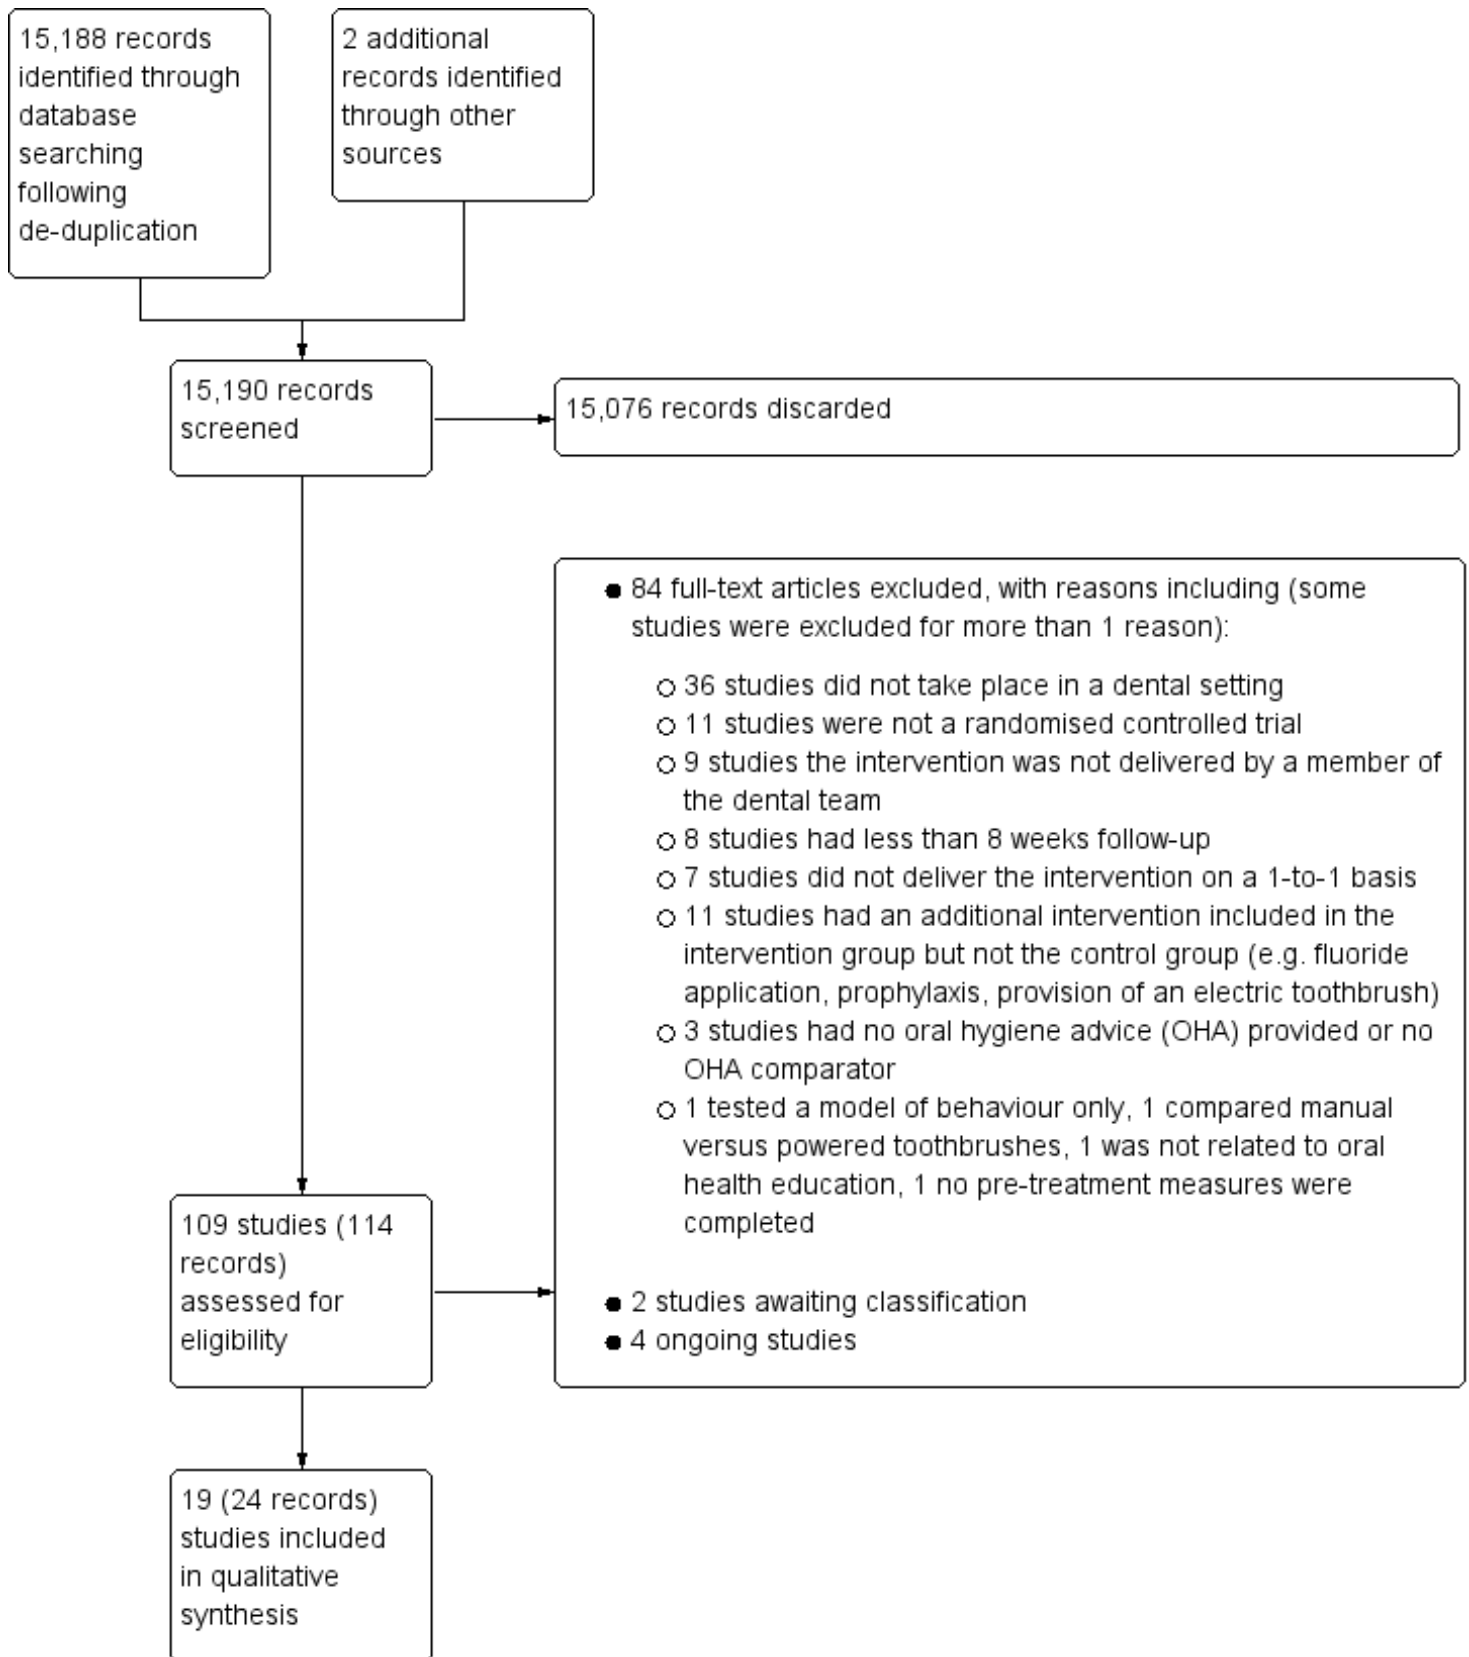 15,188 records
identified through
database
searching
following
de-duplication
2 additional
records identified
through other
sources
15,190 records
screened
15,076 records discarded
● 84 full-text articles excluded, with reasons including (some
studies were excluded for more than 1 reason):
○ 36 studies did not take place in a dental setting
○ 11 studies were not a randomised controlled trial
○ 9 studies the intervention was not delivered by a member of
the dental team
○ 8 studies had less than 8 weeks follow-up
○ 7 studies did not deliver the intervention on a 1-to-1 basis
○ 11 studies had an additional intervention included in the
intervention group but not the control group (e.g. fluoride
application, prophylaxis, provision of an electric toothbrush)
○ 3 studies had no oral hygiene advice (OHA) provided or no
OHA comparator
○ 1 tested a model of behaviour only, 1 compared manual
versus powered toothbrushes, 1 was not related to oral
health education, 1 no pre-treatment measures were
completed
● 2 studies awaiting classification
● 4 ongoing studies
109 studies (114
records)
assessed for
eligibility
19 (24 records)
studies included
in qualitative
synthesis